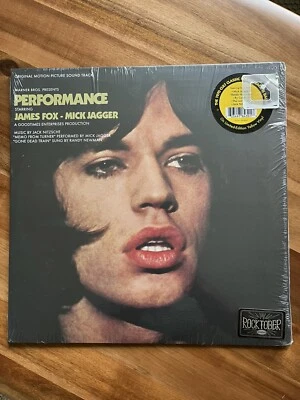 ORIGINAL MOTION PICTURE SOUND TRACK
WARNER BROS. PRESENTS
PERFORMANCE
STARRING
JAMES FOX - MICK JAGGER
A GOODTIMES ENTERPRISES PRODUCTION
MUSIC BY JACK NITZSCHE
"MEMO FROM TURNER" PERFORMED BY MICK JAGGER
"GONE DEAD TRAIN" SUNG BY RANDY NEWMAN
ROCKTOBER